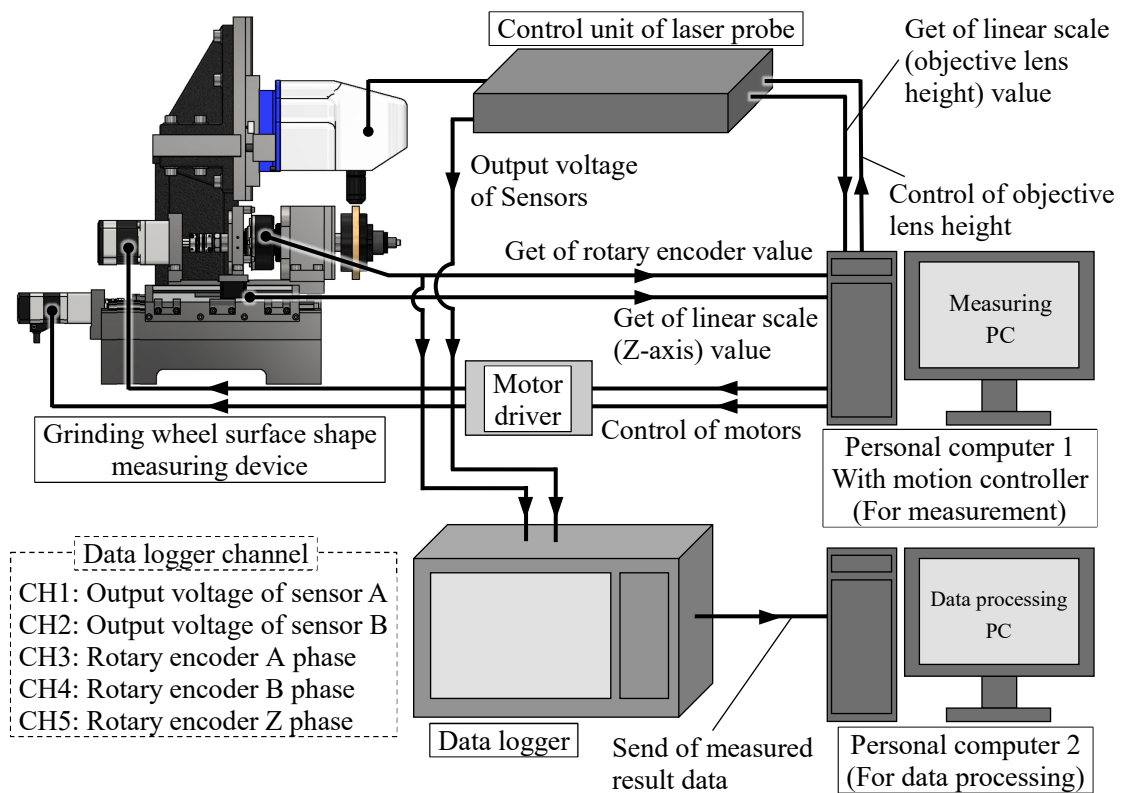 Control unit of laser probe
Get of linear scale
(objective lens
height) value
Output voltage
of Sensors
Control of objective
lens height
Get of rotary encoder value
Measuring
PC
Get of linear scale
(Z-axis) value
Motor
driver
Control of motors
Grinding wheel surface shape
measuring device
Personal computer 1
With motion controller
(For measurement)
Data logger channel
CH1: Output voltage of sensor A
CH2: Output voltage of sensor B
CH3: Rotary encoder A phase
CH4: Rotary encoder B phase
CH5: Rotary encoder Z phase
Data processing
PC
Data logger
Send of measured
result data
Personal computer 2
(For data processing)